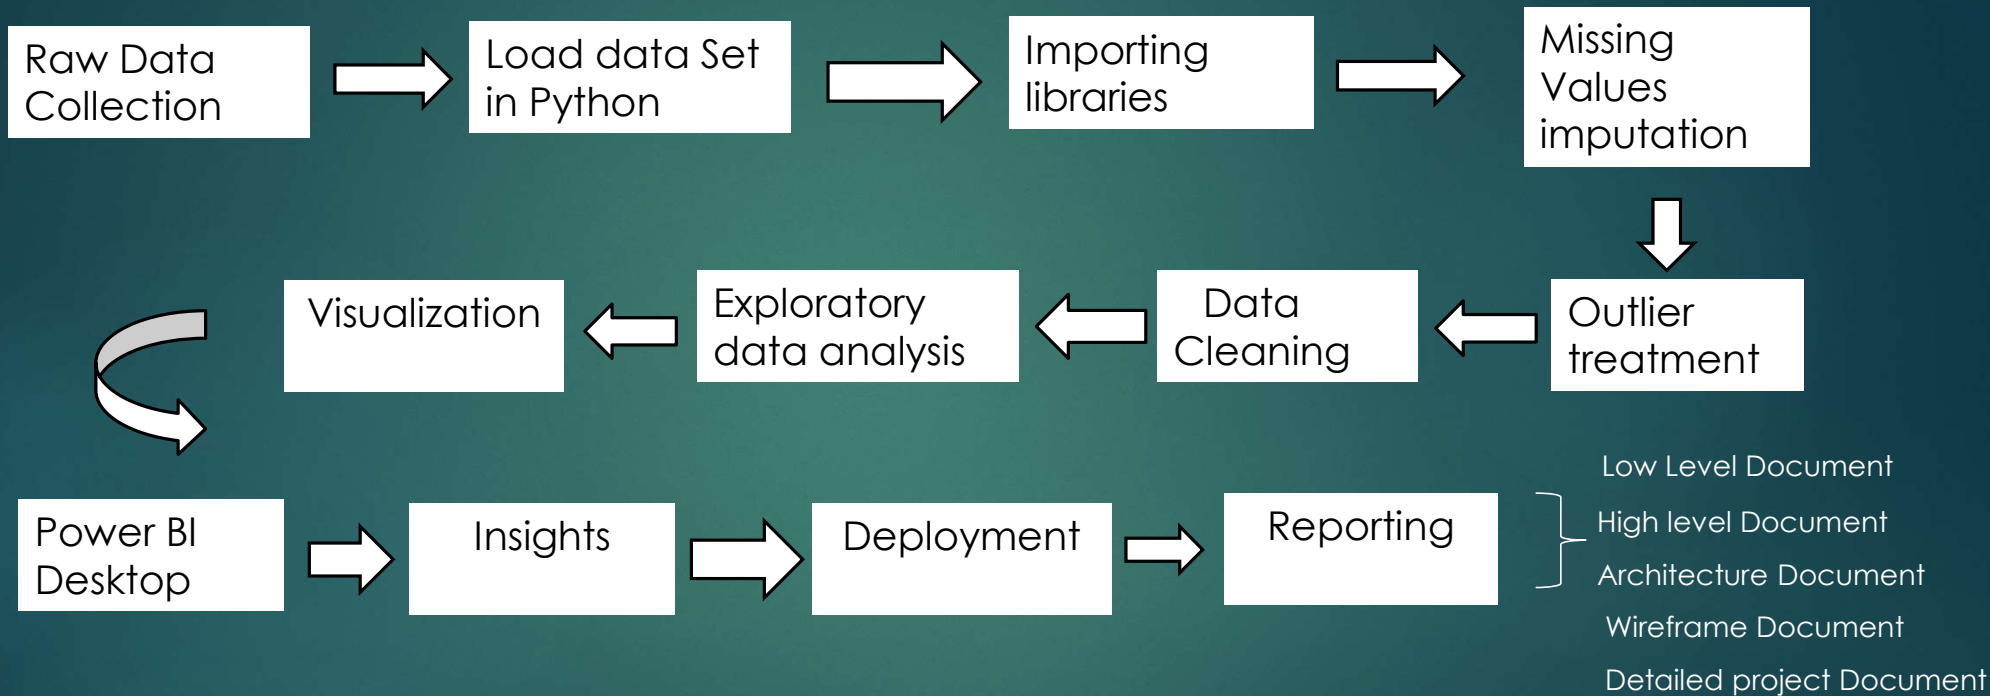 Raw Data
Collection
Load data Set
in Python
Importing
libraries
Missing
Values
imputation
Outlier
treatment
Data
Cleaning
Exploratory
data analysis
Visualization
Power BI
Desktop
Insights
Deployment
Reporting
Low Level Document
High level Document
Architecture Document
Wireframe Document
Detailed project Document